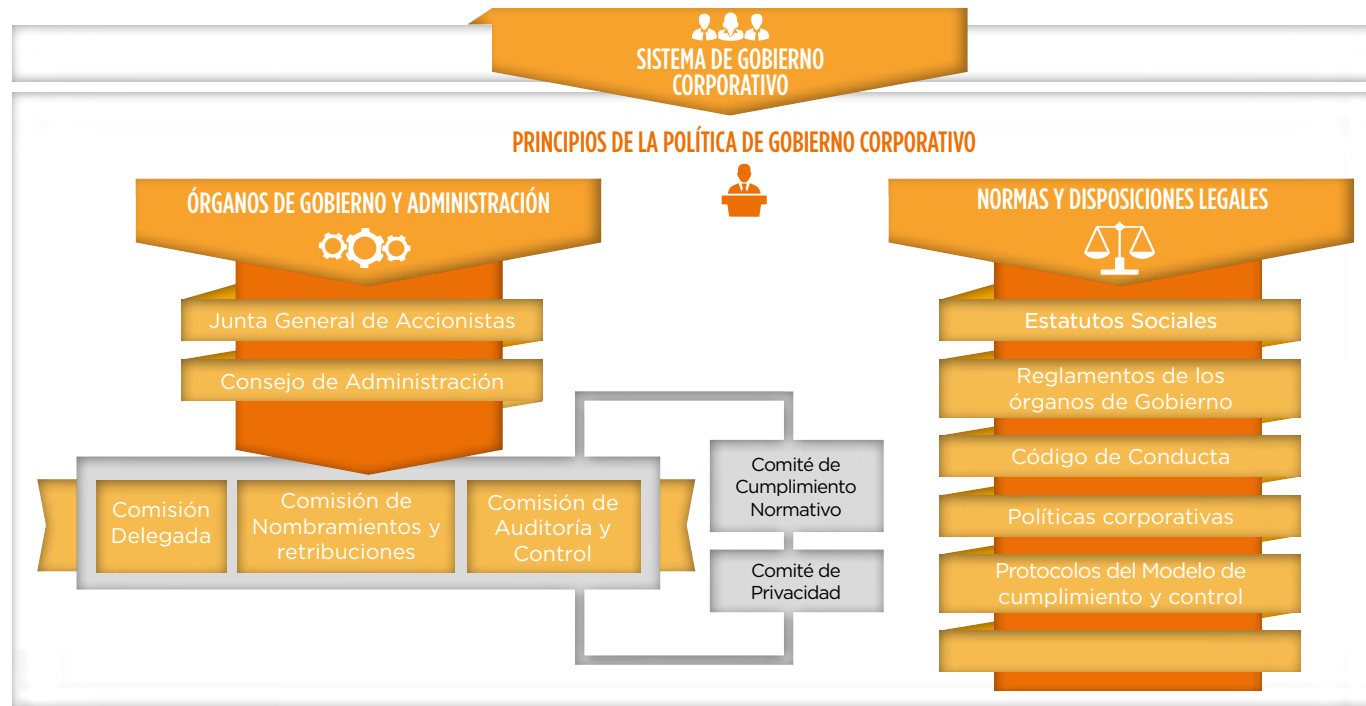 SISTEMA DE GOBIERNO
CORPORATIVO
PRINCIPIOS DE LA POLÍTICA DE GOBIERNO CORPORATIVO
ÓRGANOS DE GOBIERNO Y ADMINISTRACIÓN
Junta General de Accionistas
Consejo de Administración
Comisión
Delegada
Comisión de
Nombramientos y
retribuciones
Comisión de
Auditoría y
Control
Comité de
Cumplimiento
Normativo
Comité de
Privacidad
NORMAS Y DISPOSICIONES LEGALES
Estatutos Sociales
Reglamentos de los
órganos de Gobierno
Código de Conducta
Políticas corporativas
Protocolos del Modelo de
cumplimiento y control